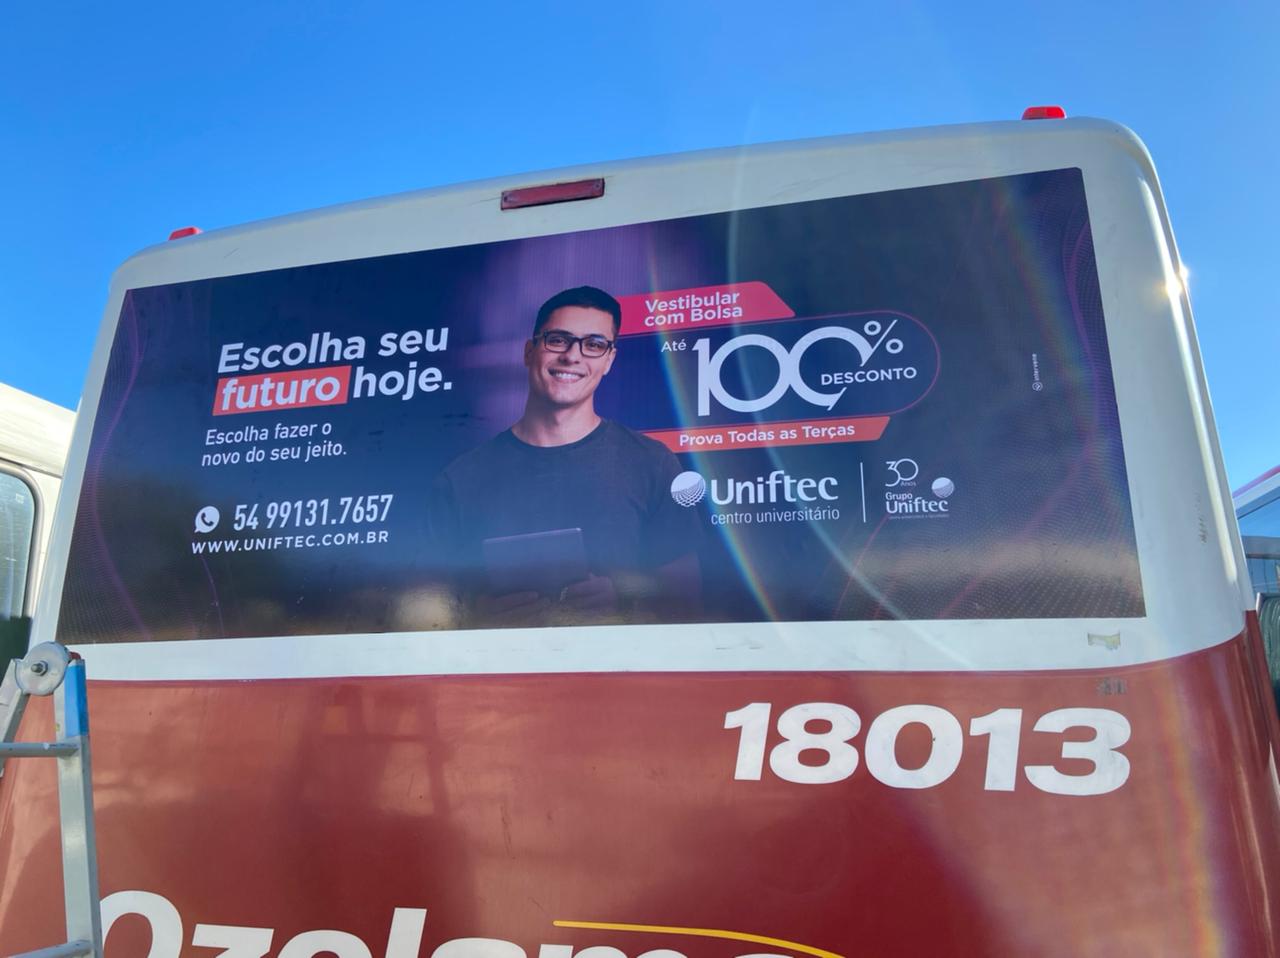 Escolha seu
futuro hoje.
Escolha fazer o
novo do seu jeito.
54 99131.7657
WWW.UNIFTEC.COM.BR
Vestibular
com Bolsa
Até 100%
DESCONTO
Prova Todas as Terças
Uniftec
centro universitário
30
Anos
Grupo
Uniftec
18013